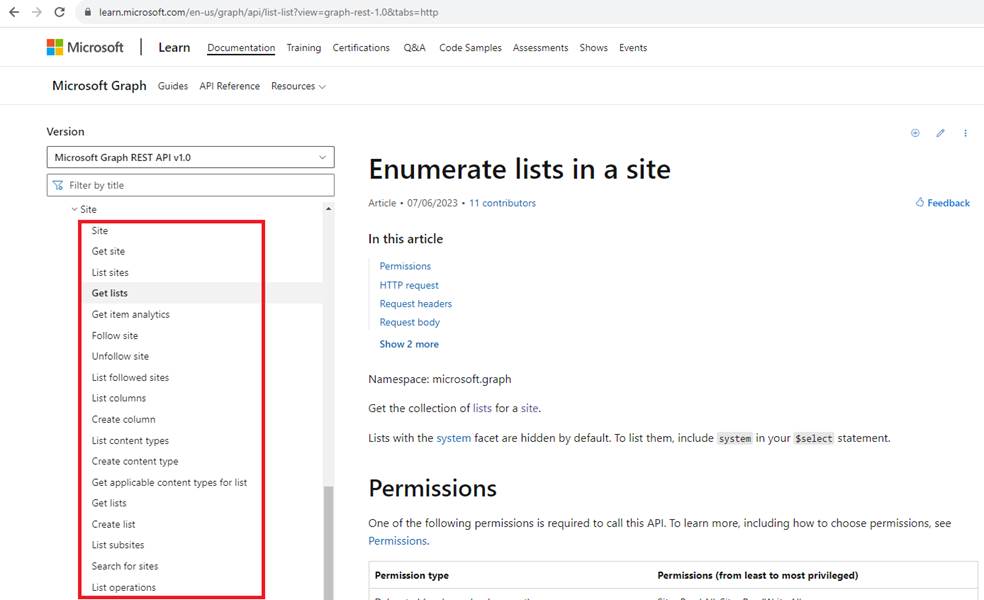 learn.microsoft.com/en-us/graph/api/list-list?view=graph-rest-1.0&tabs=http
Microsoft Learn Documentation Training Certifications Q&A Code Samples Assessments Shows Events
Microsoft Graph Guides API Reference Resources
Version
Microsoft Graph REST API v1.0
Filter by title
Site
Site
Get site
List sites
Get lists
Get item analytics
Follow site
Unfollow site
List followed sites
List columns
Create column
List content types
Create content type
Get applicable content types for list
Get lists
Create list
List subsites
Search for sites
List operations
Enumerate lists in a site
Article • 07/06/2023 • 11 contributors
Feedback
In this article
Permissions
HTTP request
Request headers
Request body
Show 2 more
Namespace: microsoft.graph
Get the collection of lists for a site.
Lists with the system facet are hidden by default. To list them, include system in your $select statement.
Permissions
One of the following permissions is required to call this API. To learn more, including how to choose permissions, see
Permissions.
Permission type Permissions (from least to most privileged)